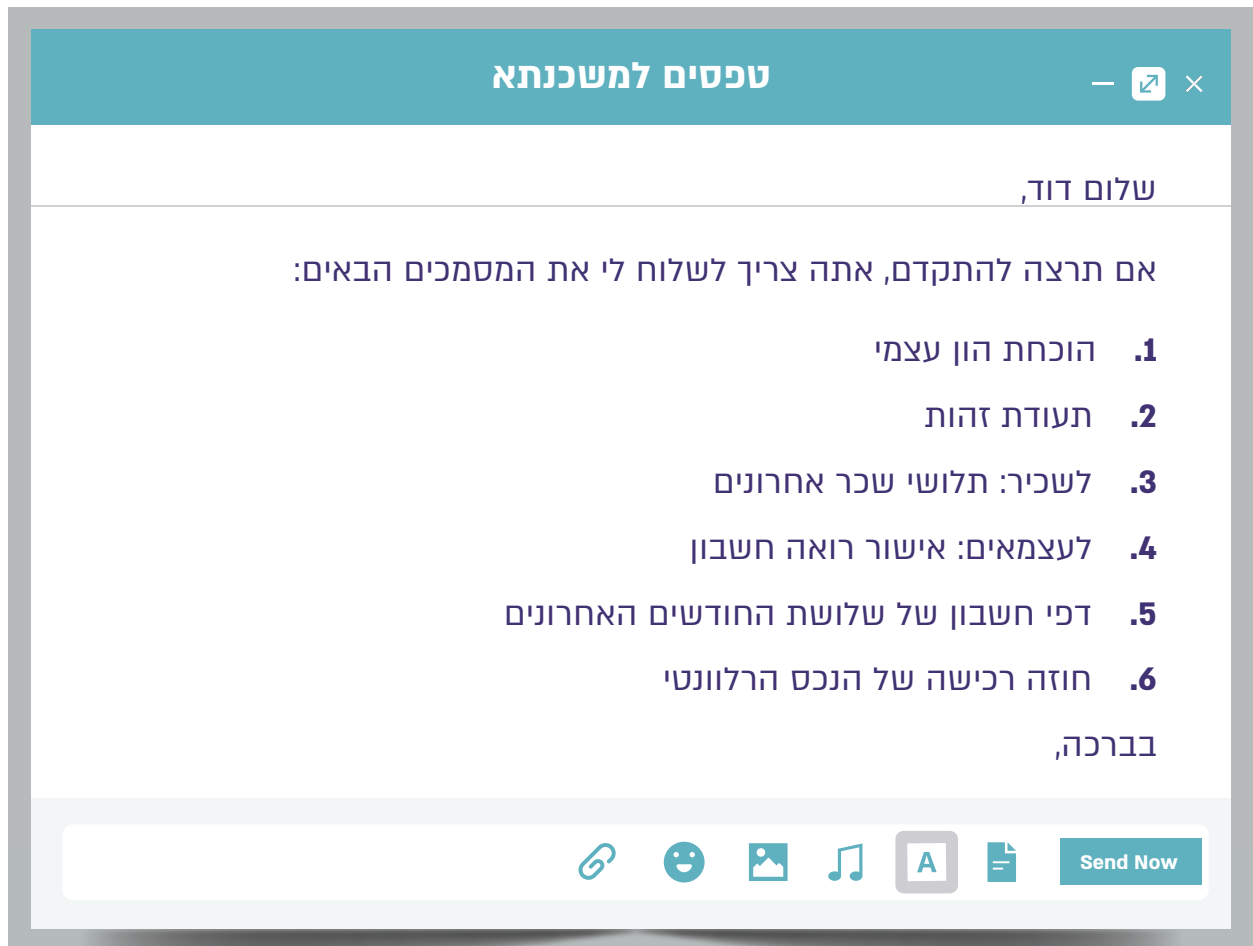 טפסים למשכנתא
שלום דוד,
אם תרצה להתקדם, אתה צריך לשלוח לי את המסמכים הבאים:
1. הוכחת הון עצמי
2. תעודת זהות
3. לשכיר: תלושי שכר אחרונים
4. לעצמאים: אישור רואה חשבון
5. דפי חשבון של שלושת החודשים האחרונים
6. חוזה רכישה של הנכס הרלוונטי
בברכה,
A
Send Now